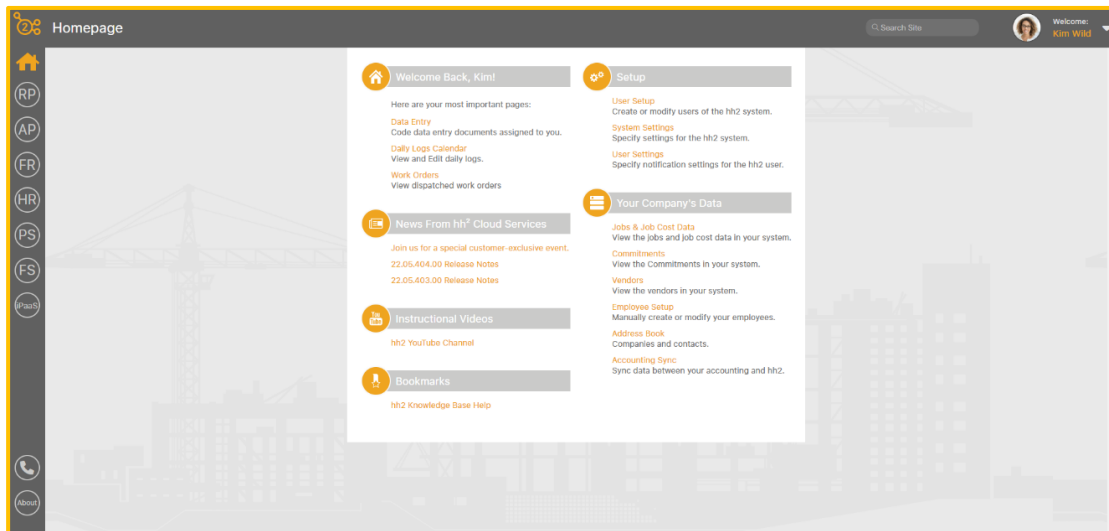 2
Homepage
Search Site
Welcome:
Kim Wild
RP
AP
FR
HR
PS
FS
iPaaS
About
Welcome Back, Kim!
Here are your most important pages:
Data Entry
Code data entry documents assigned to you.
Daily Logs Calendar
View and Edit daily logs.
Work Orders
View dispatched work orders
News From hh² Cloud Services
Join us for a special customer-exclusive event.
22.05.404.00 Release Notes
22.05.403.00 Release Notes
Instructional Videos
hh2 YouTube Channel
Bookmarks
hh2 Knowledge Base Help
Setup
User Setup
Create or modify users of the hh2 system.
System Settings
Specify settings for the hh2 system.
User Settings
Specify notification settings for the hh2 user.
Your Company's Data
Jobs & Job Cost Data
View the jobs and job cost data in your system.
Commitments
View the Commitments in your system.
Vendors
View the vendors in your system.
Employee Setup
Manually create or modify your employees.
Address Book
Companies and contacts.
Accounting Sync
Sync data between your accounting and hh2.